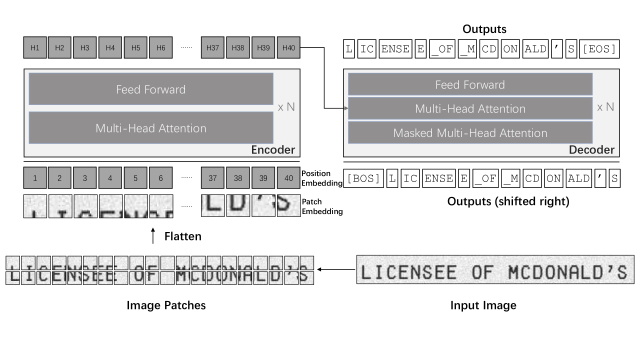 Outputs
H1 H2 H3 H4 H5 H6 ...... H37 H38 H39 H40
L IC ENSE E _OF _M CD ON ALD ' S [EOS]
Feed Forward
Multi-Head Attention
x N
Encoder
Feed Forward
Multi-Head Attention
Masked Multi-Head Attention
x N
Decoder
1 2 3 4 5 6 ...... 37 38 39 40
Position Embedding
Patch Embedding
[BOS] L IC ENSE E _OF _M CD ON ALD ' S
Outputs (shifted right)
Flatten
LICENSEE OF MCDONALD'S
Image Patches
LICENSEE OF MCDONALD'S
Input Image